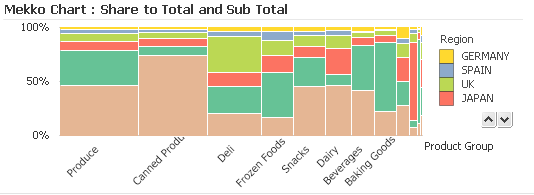 Mekko Chart : Share to Total and Sub Total
100%
50%
0%
Region
GERMANY
SPAIN
UK
JAPAN
Produce
Canned Produ
Deli
Frozen Foods
Snacks
Dairy
Beverages
Baking Goods
Product Group